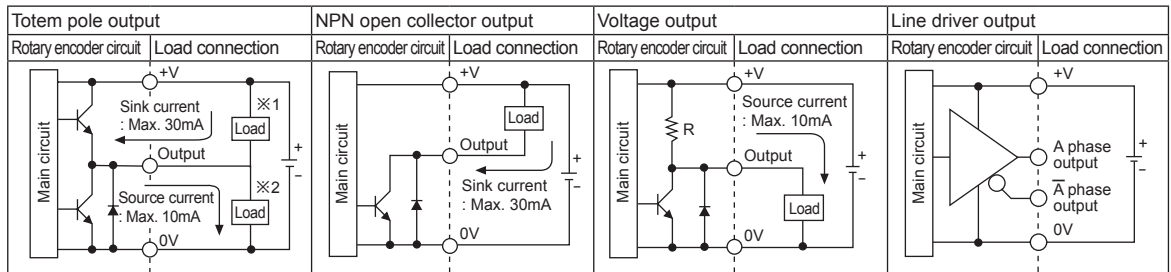 Totem pole output
Rotary encoder circuit
Load connection
Main circuit
+V
Sink current
: Max. 30mA
※1
Load
Output
+
−
Source current
: Max. 10mA
※2
Load
0V
NPN open collector output
Rotary encoder circuit
Load connection
Main circuit
+V
Load
Output
+
−
Sink current
: Max. 30mA
0V
Voltage output
Rotary encoder circuit
Load connection
Main circuit
+V
Source current
: Max. 10mA
R
Output
+
−
Load
0V
Line driver output
Rotary encoder circuit
Load connection
Main circuit
+V
A phase
output
+
−
A̅ phase
output
0V